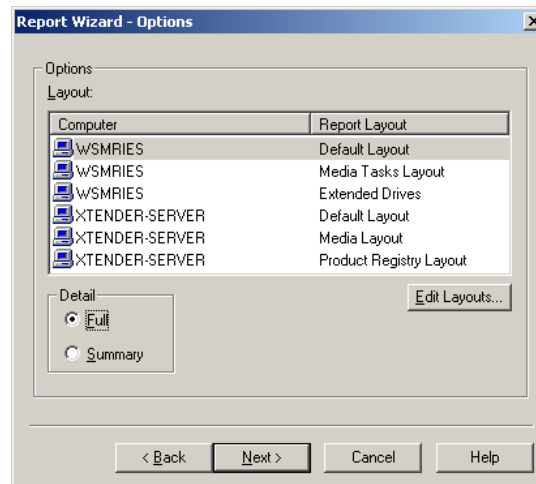 Report Wizard - Options
Options
Layout:
Computer Report Layout
WSMRIES Default Layout
WSMRIES Media Tasks Layout
WSMRIES Extended Drives
XTENDER-SERVER Default Layout
XTENDER-SERVER Media Layout
XTENDER-SERVER Product Registry Layout
Detail
Full
Summary
Edit Layouts...
< Back Next > Cancel Help